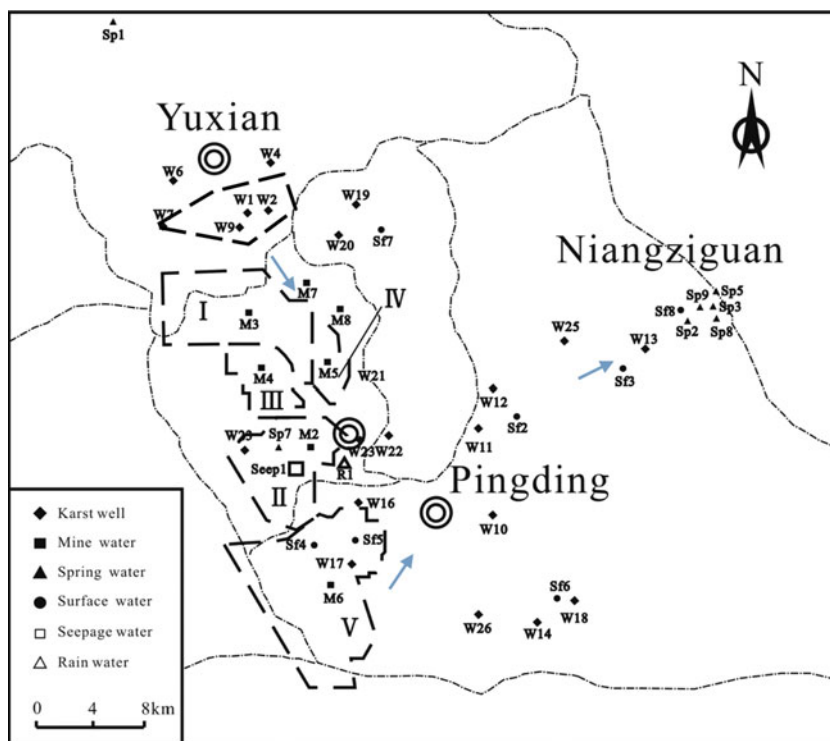 Sp1
Yuxian
N
W4
W6
W19
W1 W2
W7
W9
W20 Sf7
Niangziguan
Sp5
Sp9
Sp3
M7
IV
I
M3
M8
Sf8
Sp2
Sp8
W25
W13
M5
M4
W21
Sf3
III
W12
Sf2
W23 Sp7 M2
W23 W22
W11
Seep1
R1
Pingding
II
W16
W10
Sf4
Sf5
W17
M6
Sf6
W18
V
W26
W14
Karst well
Mine water
Spring water
Surface water
Seepage water
Rain water
0 4 8km